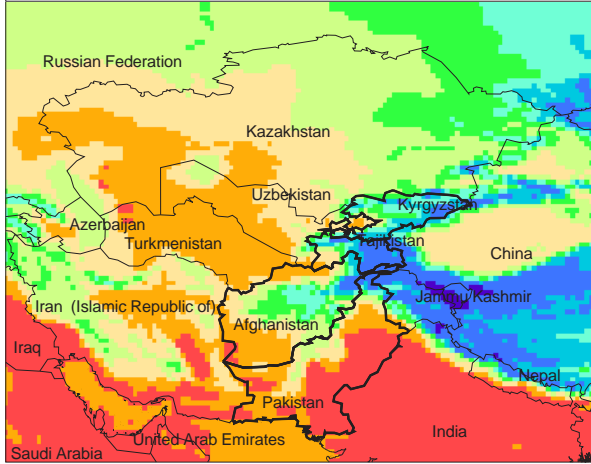 Russian Federation
Kazakhstan
Uzbekistan
Kyrgyzstan
Azerbaijan
Turkmenistan
Tajikistan
China
Iran  (Islamic Republic of)
Jammu/Kashmir
Afghanistan
Iraq
Nepal
Pakistan
United Arab Emirates
India
Saudi Arabia